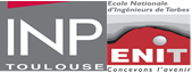 INP
TOULOUSE
Ecole Nationale
d'Ingénieurs de Tarbes
ENIT
Concevons l'avenir